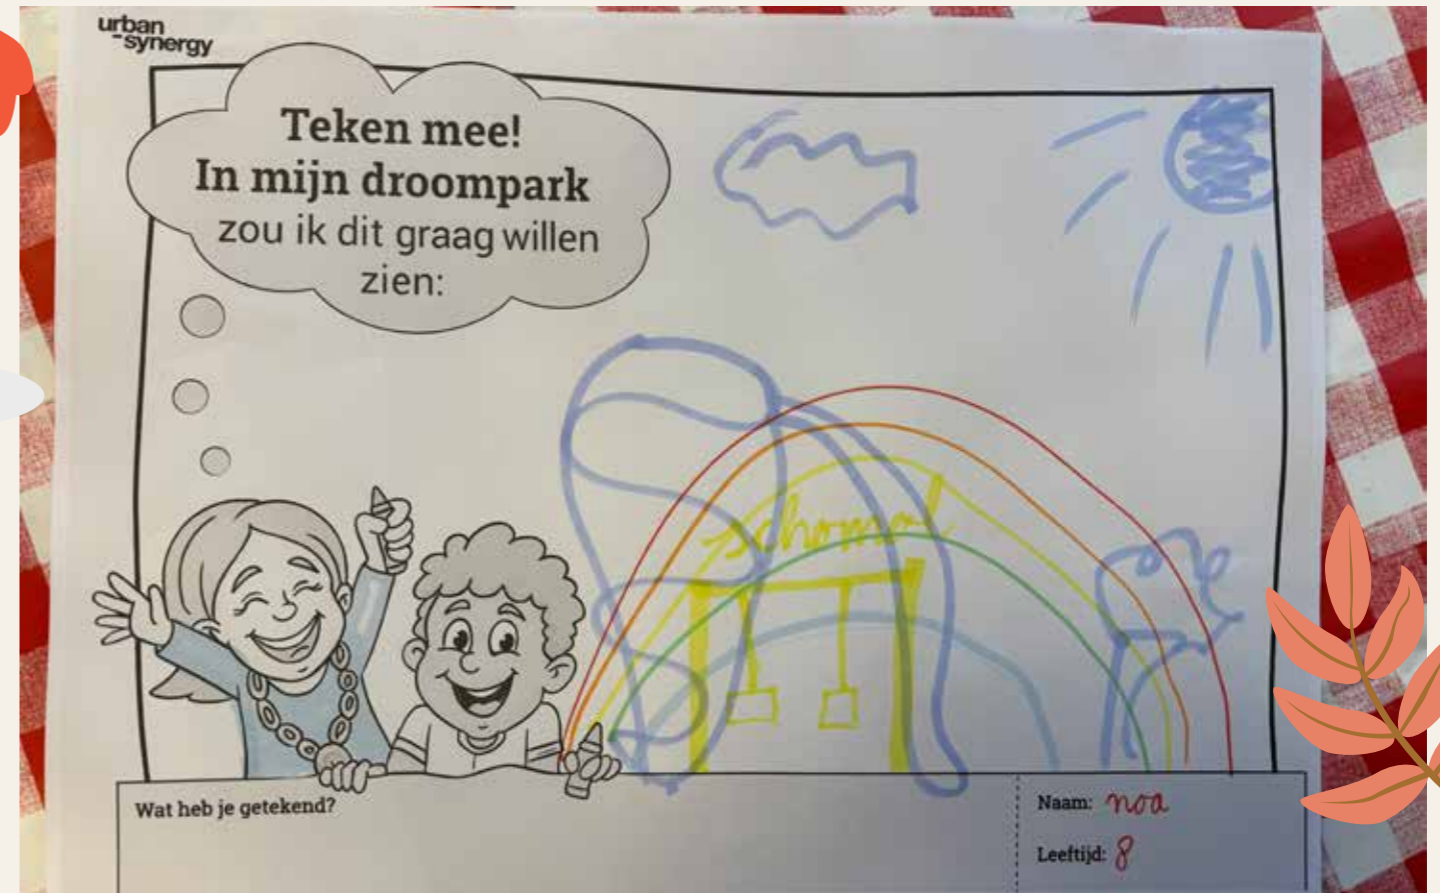 urban
-synergy
Teken mee!
In mijn droompark
zou ik dit graag willen
zien:
Wat heb je getekend?
Naam: noa
Leeftijd: 8